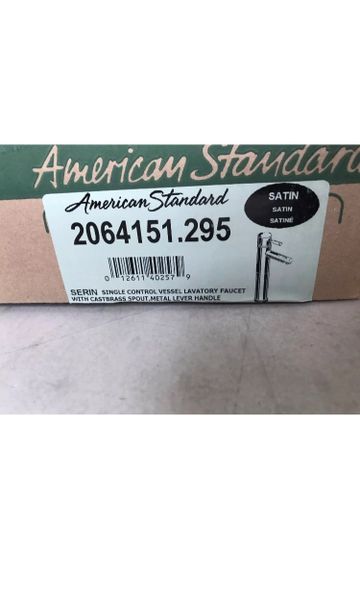 American Standard
American Standard
SATIN
SATIN
SATINÉ
2064151.295
0 12611 40257 9
SERIN SINGLE CONTROL VESSEL LAVATORY FAUCET
WITH CASTBRASS SPOUT,METAL LEVER HANDLE